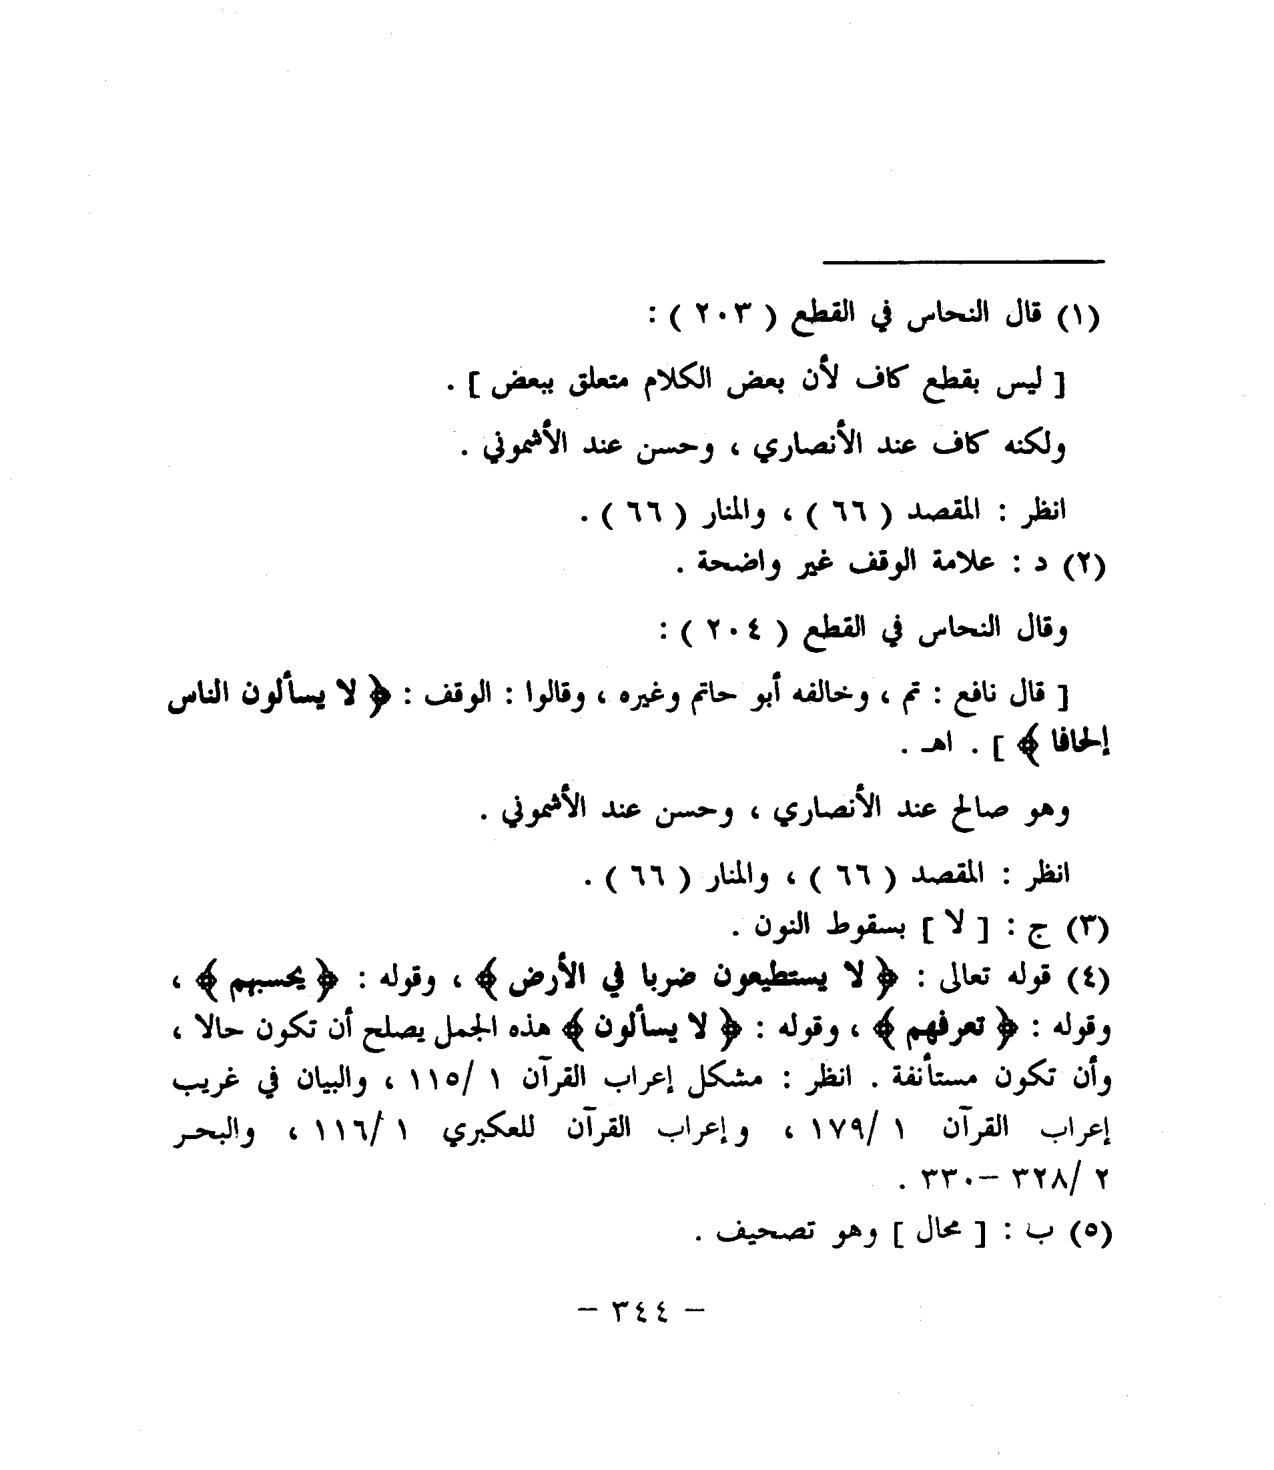 (١) قال النحاس في القطع ( ٢٠٣ ) :
[ ليس بقطع كاف لأن بعض الكلام متعلق ببعض ] .
ولكنه كاف عند الأنصاري ، وحسن عند الأشموني .
انظر : المقصد ( ٦٦ ) ، والمنار ( ٦٦ ) .
(٢) د : علامة الوقف غير واضحة .
وقال النحاس في القطع ( ٢٠٤ ) :
[ قال نافع : تم ، وخالفه أبو حاتم وغيره ، وقالوا : الوقف : ﴿ لا يسألون الناس
إلحافا ﴾ ] . اهـ .
وهو صالح عند الأنصاري ، وحسن عند الأشموني .
انظر : المقصد ( ٦٦ ) ، والمنار ( ٦٦ ) .
(٣) ج : [ لا ] بسقوط النون .
(٤) قوله تعالى : ﴿ لا يستطيعون ضربا في الأرض ﴾ ، وقوله : ﴿ يحسبهم ﴾ ،
وقوله : ﴿ تعرفهم ﴾ ، وقوله : ﴿ لا يسألون ﴾ هذه الجمل يصلح أن تكون حالا ،
وأن تكون مستأنفة . انظر : مشكل إعراب القرآن ١ /١١٥ ، والبيان في غريب
إعراب القرآن ١ /١٧٩ ، وإعراب القرآن للعكبري ١ /١١٦ ، والبحر
٢ /٣٢٨ – ٣٣٠ .
(٥) ب : [ محال ] وهو تصحيف .
– ٣٤٤ –